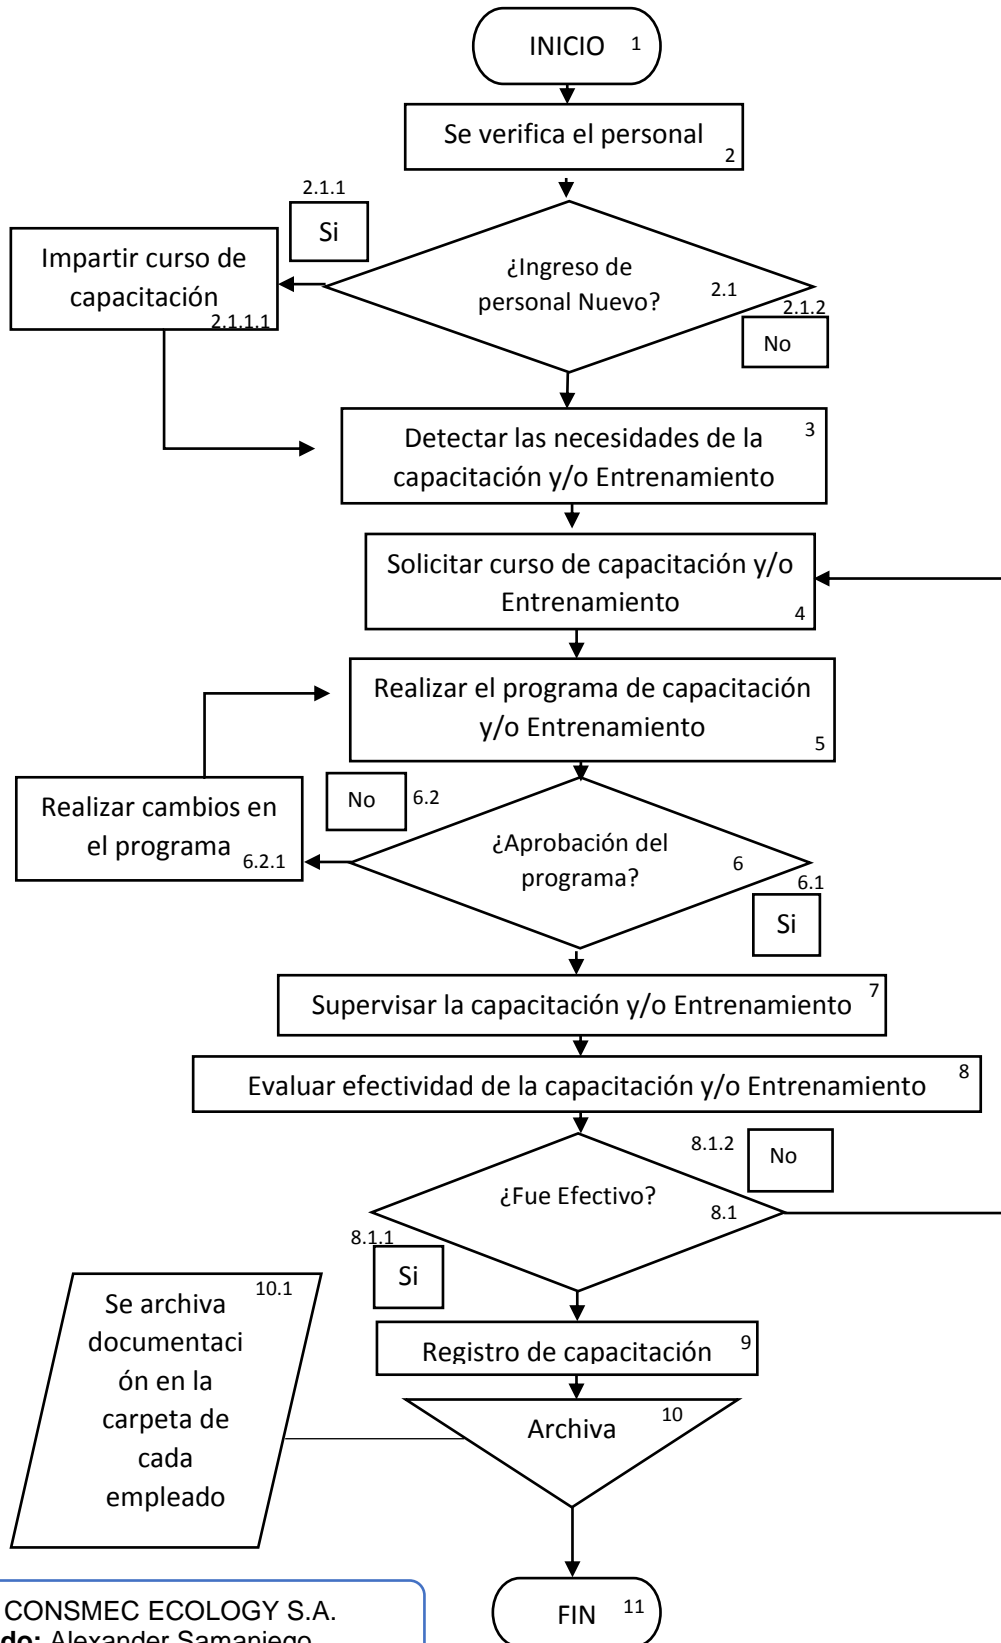 INICIO 1
Se verifica el personal
2
2.1.1
Si
Impartir curso de
capacitación
2.1.1.1
¿Ingreso de
personal Nuevo? 2.1
2.1.2
No
Detectar las necesidades de la 3
capacitación y/o Entrenamiento
Solicitar curso de capacitación y/o
Entrenamiento
4
Realizar el programa de capacitación
y/o Entrenamiento
5
No 6.2
Realizar cambios en
el programa 6.2.1
¿Aprobación del
programa? 6
6.1
Si
Supervisar la capacitación y/o Entrenamiento 7
Evaluar efectividad de la capacitación y/o Entrenamiento 8
8.1.2 No
¿Fue Efectivo?
8.1
8.1.1
Si
10.1
Se archiva
documentaci
ón en la
carpeta de
cada
empleado
Registro de capacitación 9
Archiva 10
FIN 11
CONSMEC ECOLOGY S.A.
do: Alexander Samaniego